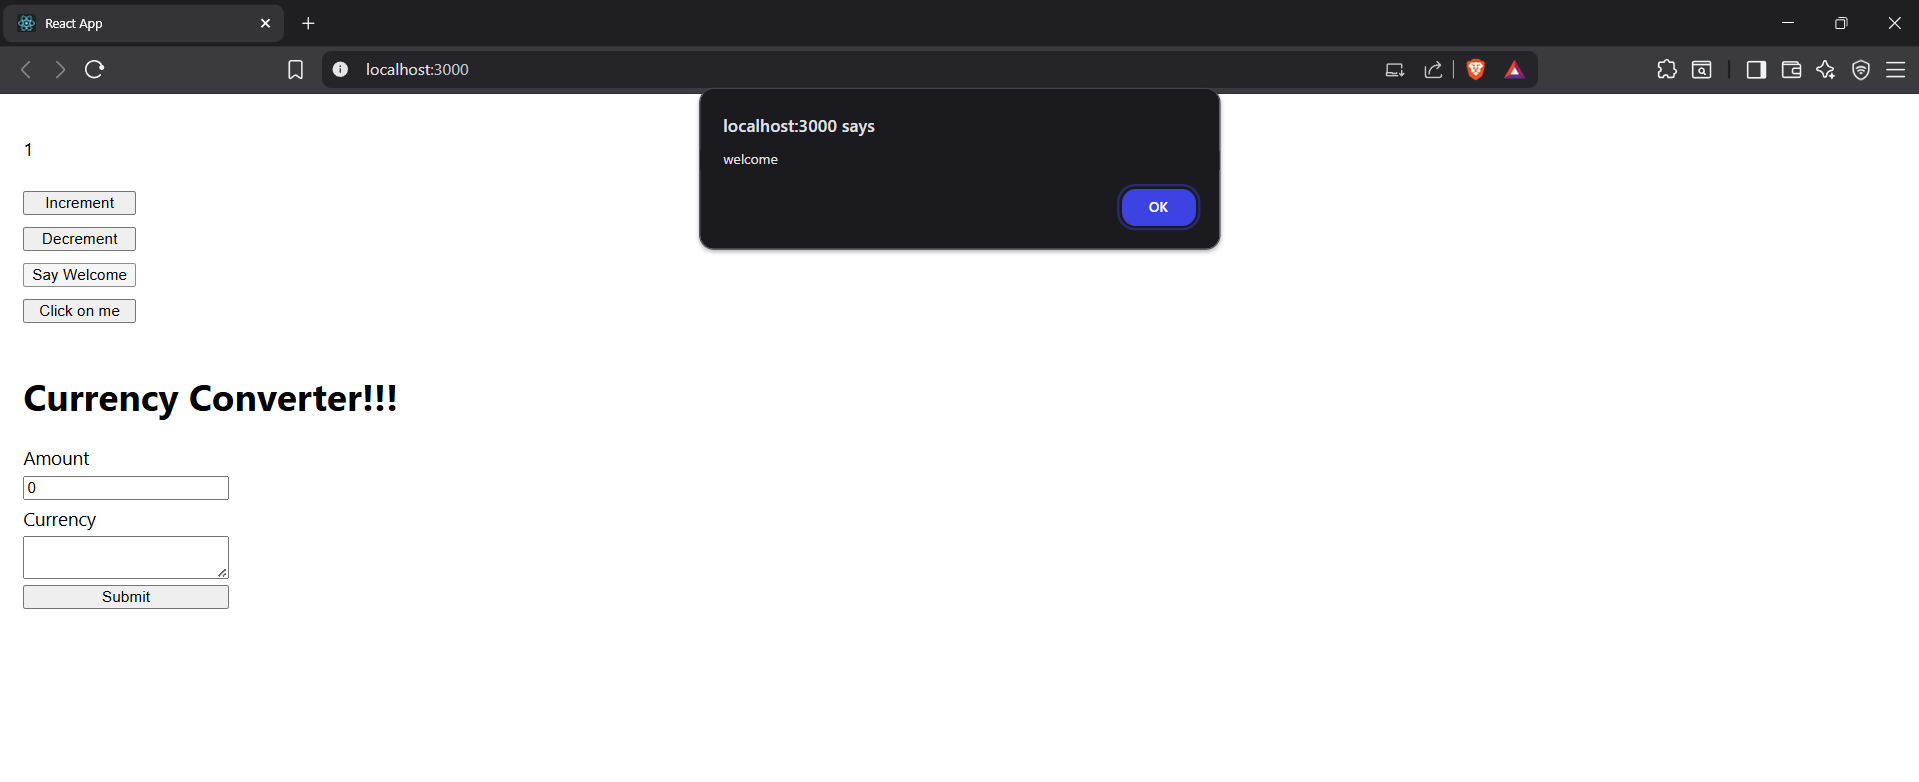 React App
localhost:3000
localhost:3000 says
welcome
OK
1
Increment
Decrement
Say Welcome
Click on me
Currency Converter!!!
Amount
0
Currency
Submit